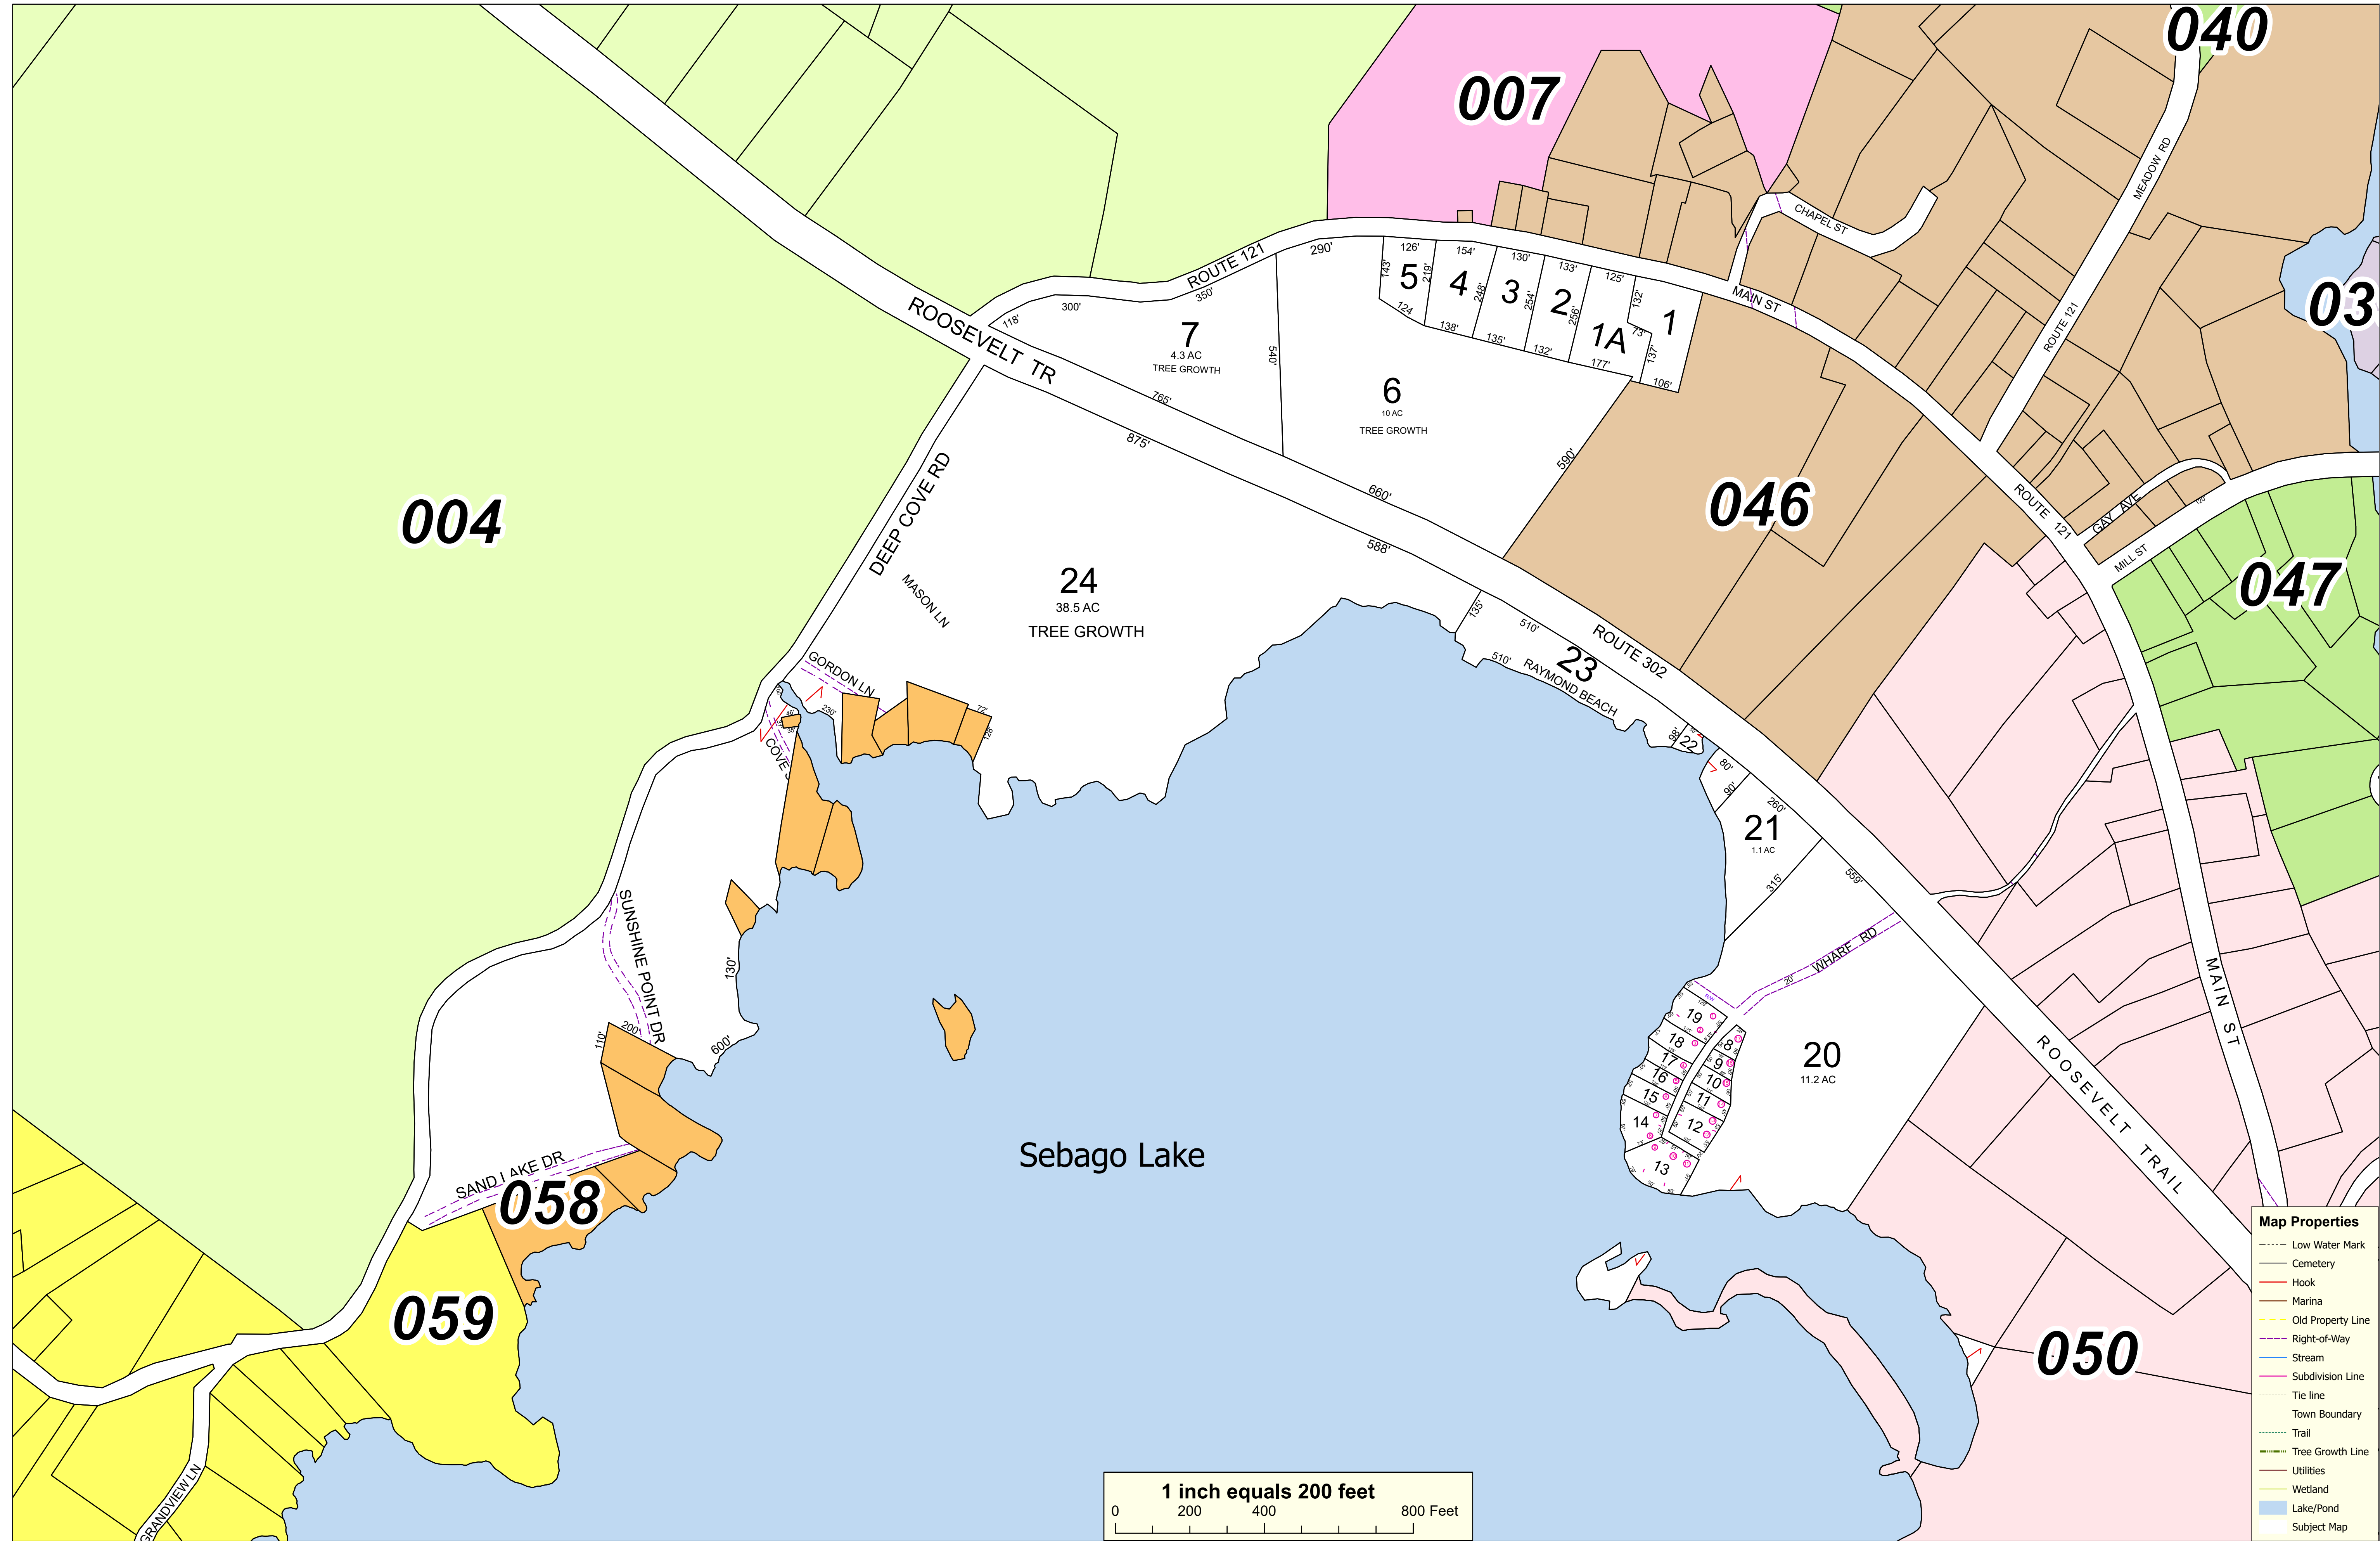 040
007
CHAPEL ST
MEADOW RD
ROUTE 121
03
ROUTE 121
290'
350'
300'
118'
126'
154'
130'
133'
125'
MAIN ST
143'
5
219'
4
248'
3
254'
2
256'
1A
132'
73'
1
137'
124
138'
135'
132'
177'
106'
ROOSEVELT TR
7
4.3 AC
TREE GROWTH
540'
765'
875'
6
10 AC
TREE GROWTH
590'
660'
588'
004
046
ROUTE 121
GAY AVE
MILL ST
047
DEEP COVE RD
MASON LN
24
38.5 AC
TREE GROWTH
GORDON LN
230'
72'
128'
COVE
135'
510'
510'
23
RAYMOND BEACH
ROUTE 302
98'
22
80'
90'
260'
21
1.1 AC
315'
559'
WHARF RD
20'
SUNSHINE POINT DR
130'
200'
110'
600'
MAIN ST
ROOSEVELT TRAIL
19
18
17
16
15
14
13
8
9
10
11
12
20
11.2 AC
Sebago Lake
SAND LAKE DR
058
059
050
GRANDVIEW LN
1 inch equals 200 feet
0 200 400 800 Feet
Map Properties
Low Water Mark
Cemetery
Hook
Marina
Old Property Line
Right-of-Way
Stream
Subdivision Line
Tie line
Town Boundary
Trail
Tree Growth Line
Utilities
Wetland
Lake/Pond
Subject Map